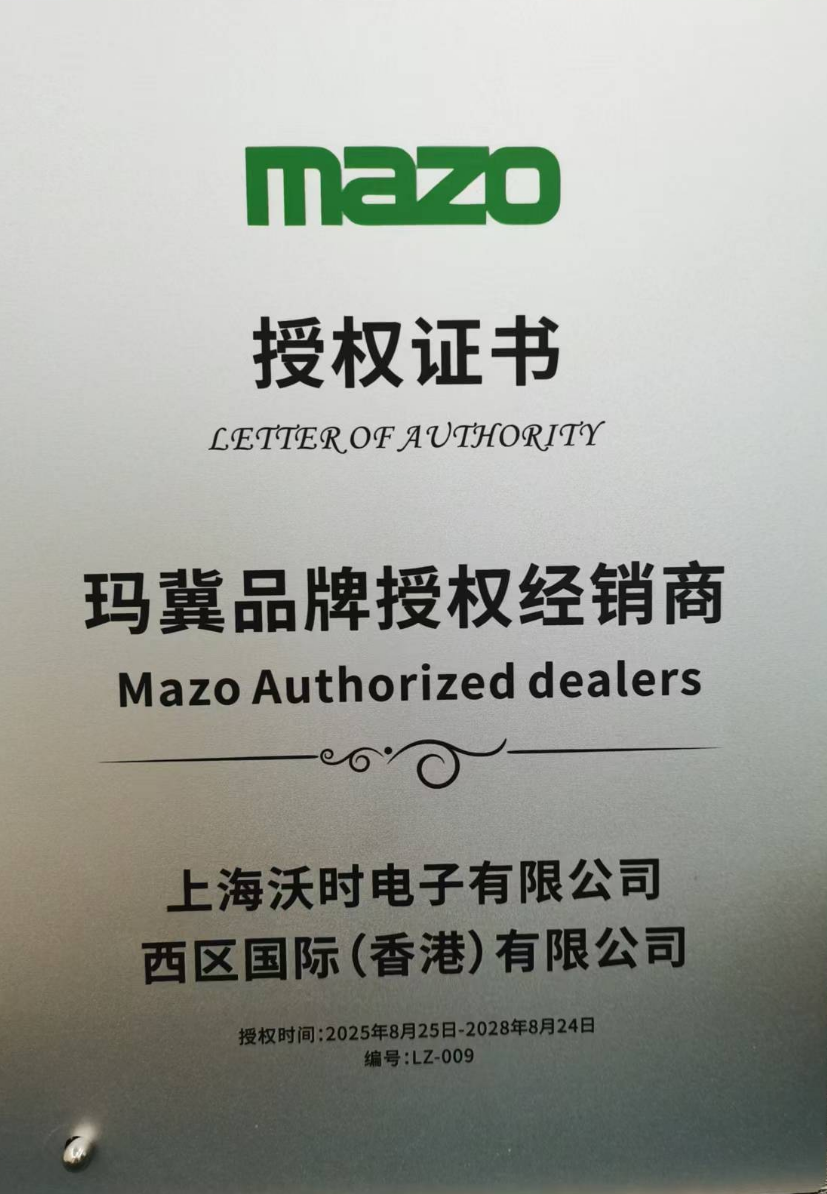 mazo
授权证书
LETTER OF AUTHORITY
玛冀品牌授权经销商
Mazo Authorized dealers
上海沃时电子有限公司
西区国际(香港)有限公司
授权时间:2025年8月25日-2028年8月24日
编号:LZ-009